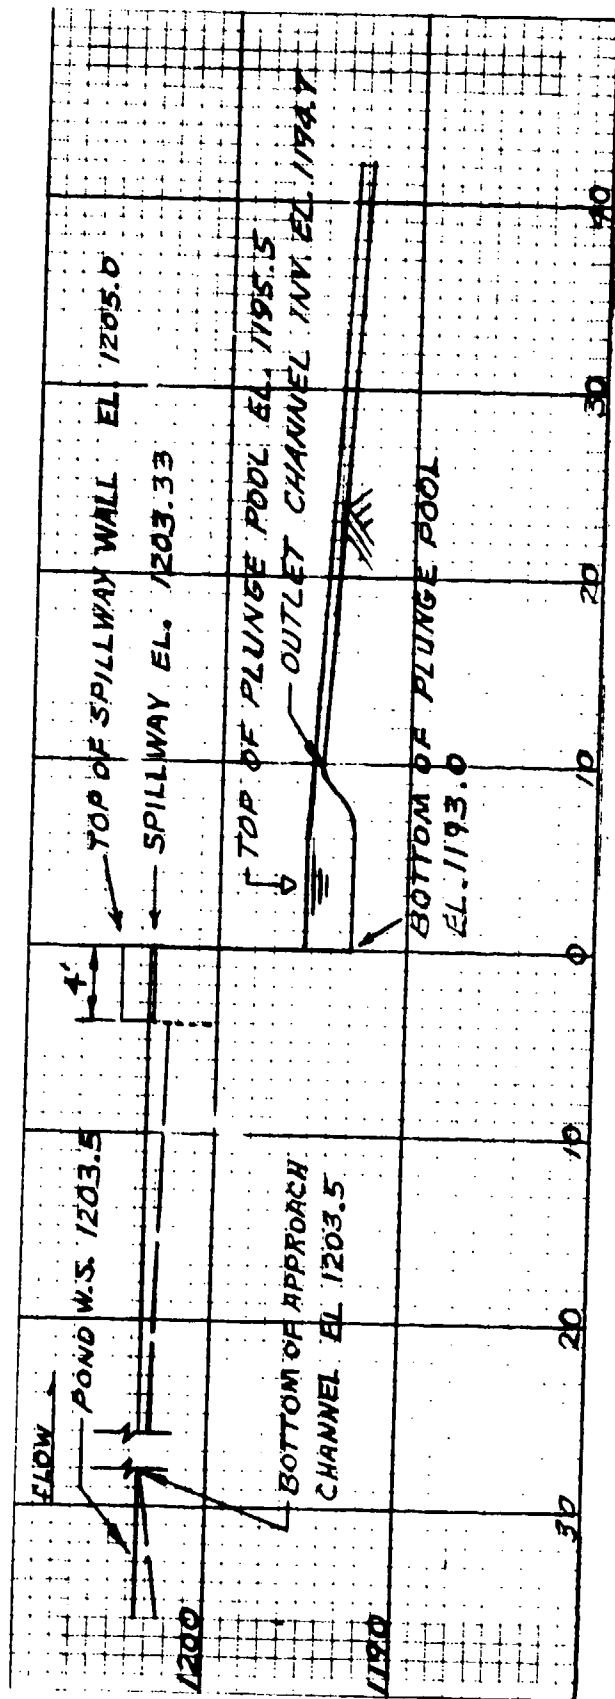 FLOW
POND W.S. 1203.5
4'
TOP OF SPILLWAY WALL EL. 1205.0
SPILLWAY EL. 1203.33
TOP OF PLUNGE POOL EL. 1195.5
OUTLET CHANNEL INV. EL. 1194.7
BOTTOM OF APPROACH
CHANNEL EL 1203.5
BOTTOM OF PLUNGE POOL
EL. 1193.0
1200
1190
30
20
10
0
10
20
30
40